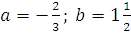 a = −2/3; b = 1 1/2